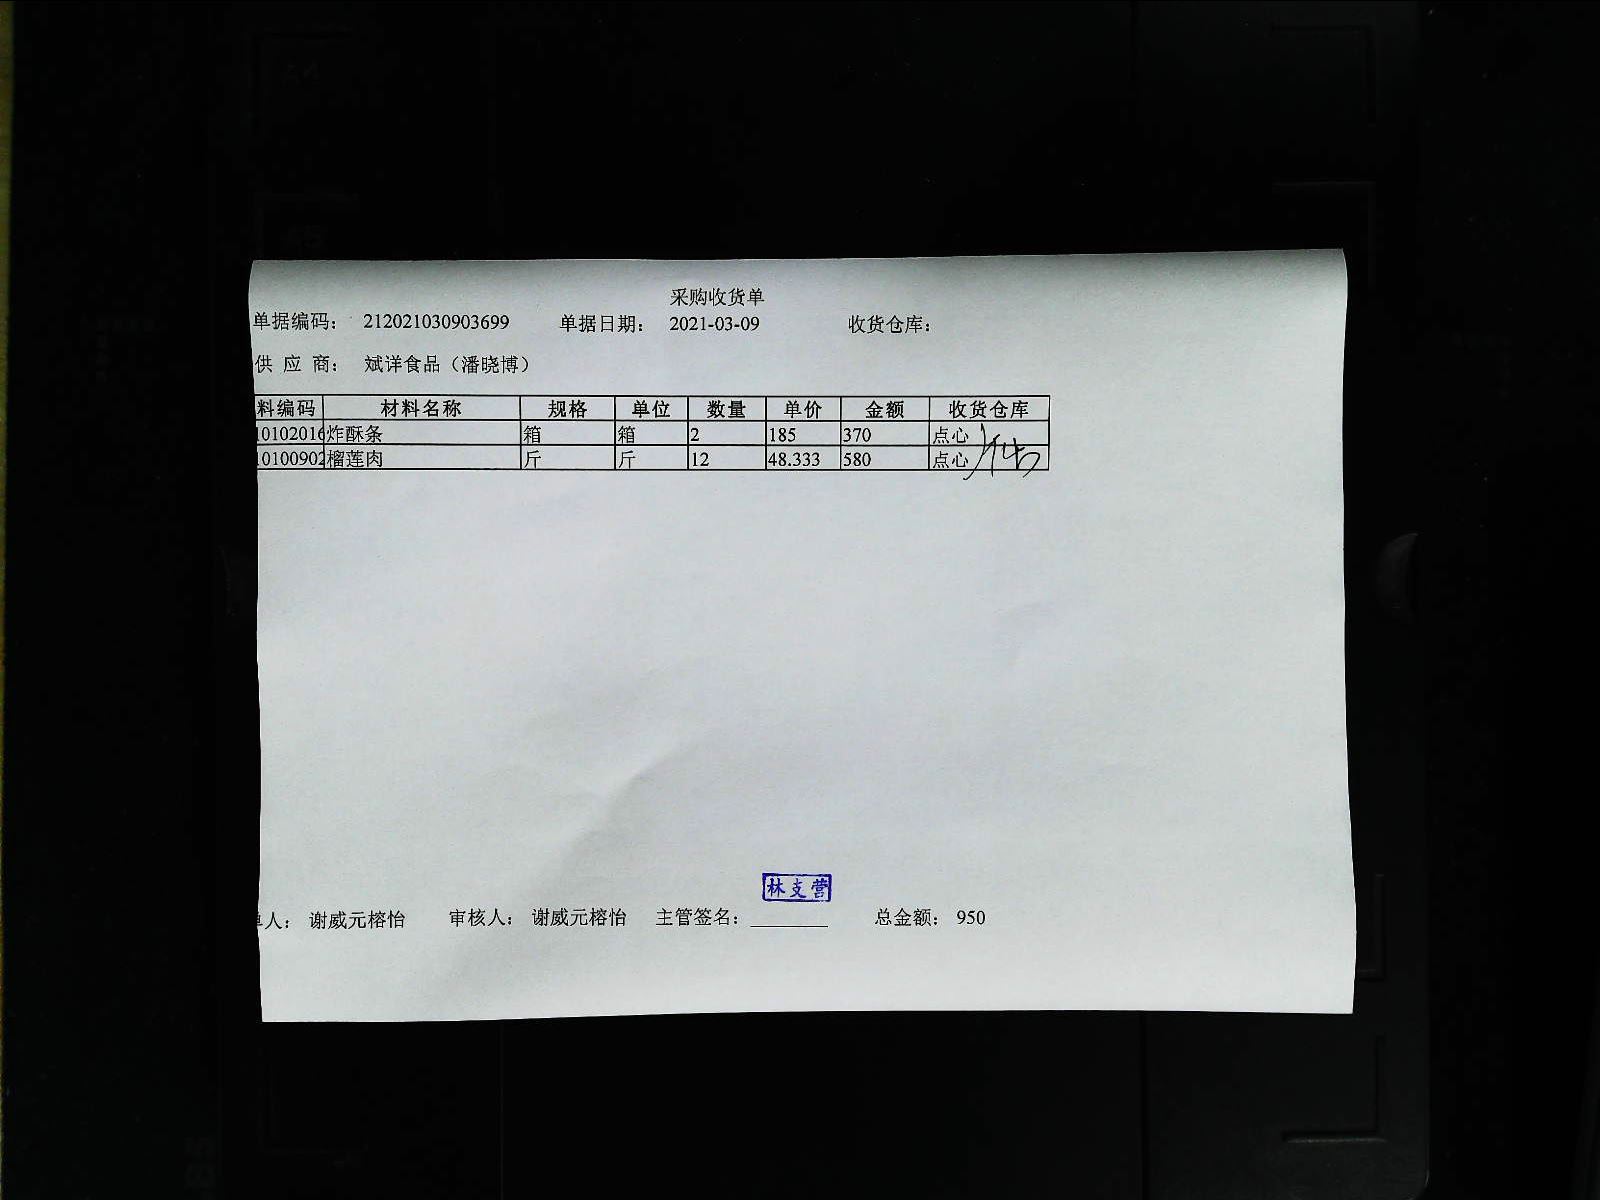 采购收货单
单据编码： 212021030903699 单据日期： 2021-03-09 收货仓库：
供 应 商： 斌详食品（潘晓博）
料编码 材料名称 规格 单位 数量 单价 金额 收货仓库
10102016 炸酥条 箱 箱 2 185 370 点心
10100902 榴莲肉 斤 斤 12 48.333 580 点心
林支营
单人： 谢威元榕怡 审核人： 谢威元榕怡 主管签名： 总金额： 950